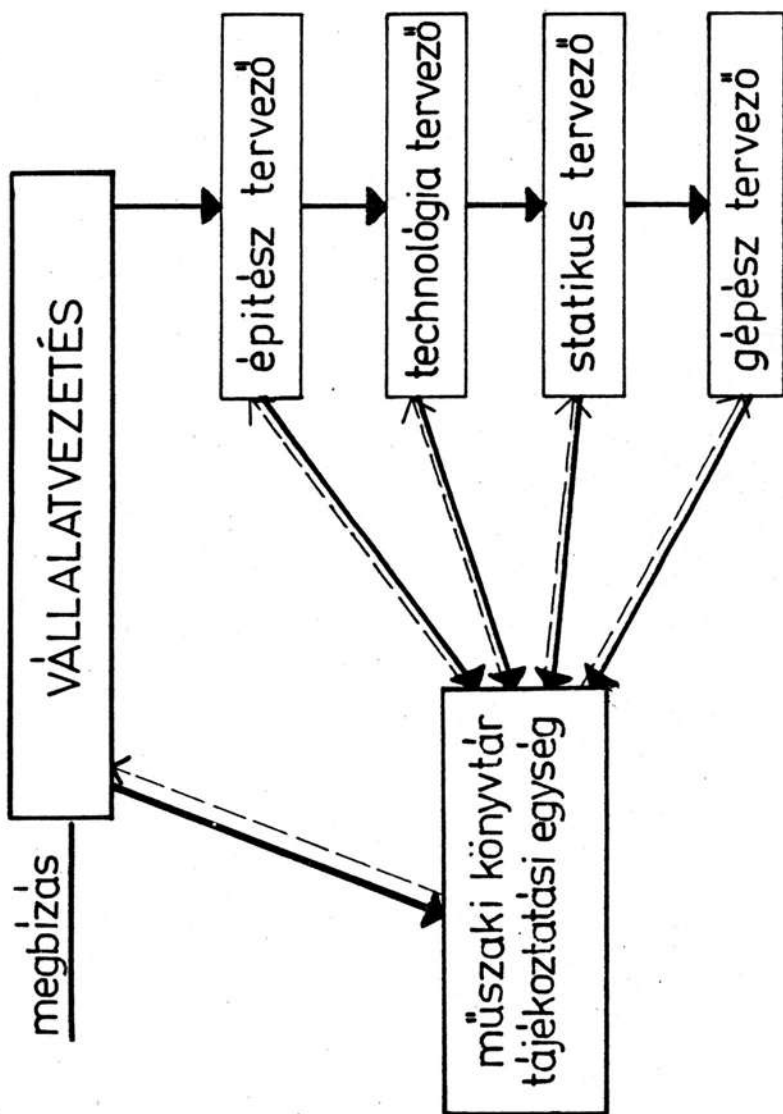 megbízás
VÁLLALATVEZETÉS
építész tervező
technológia tervező
statikus tervező
gépész tervező
műszaki könyvtár
tájékoztatási egység